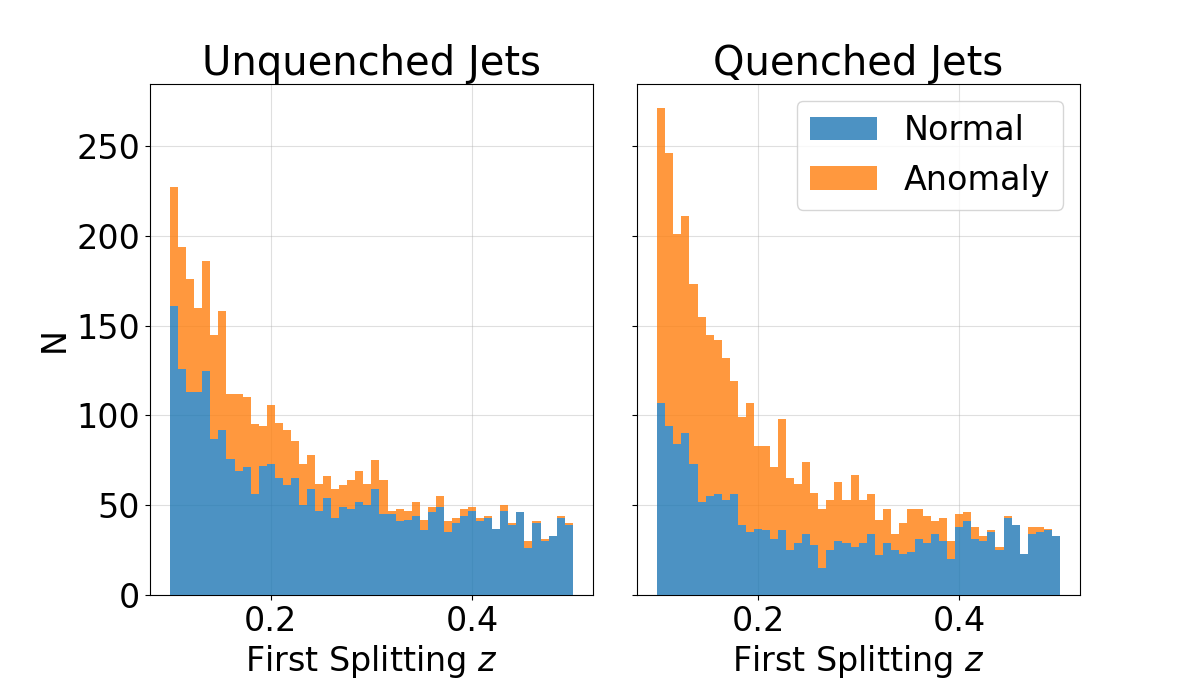 Unquenched Jets
Quenched Jets
Normal
Anomaly
250
200
150
100
50
0
N
0.2
0.4
0.2
0.4
First Splitting z
First Splitting z